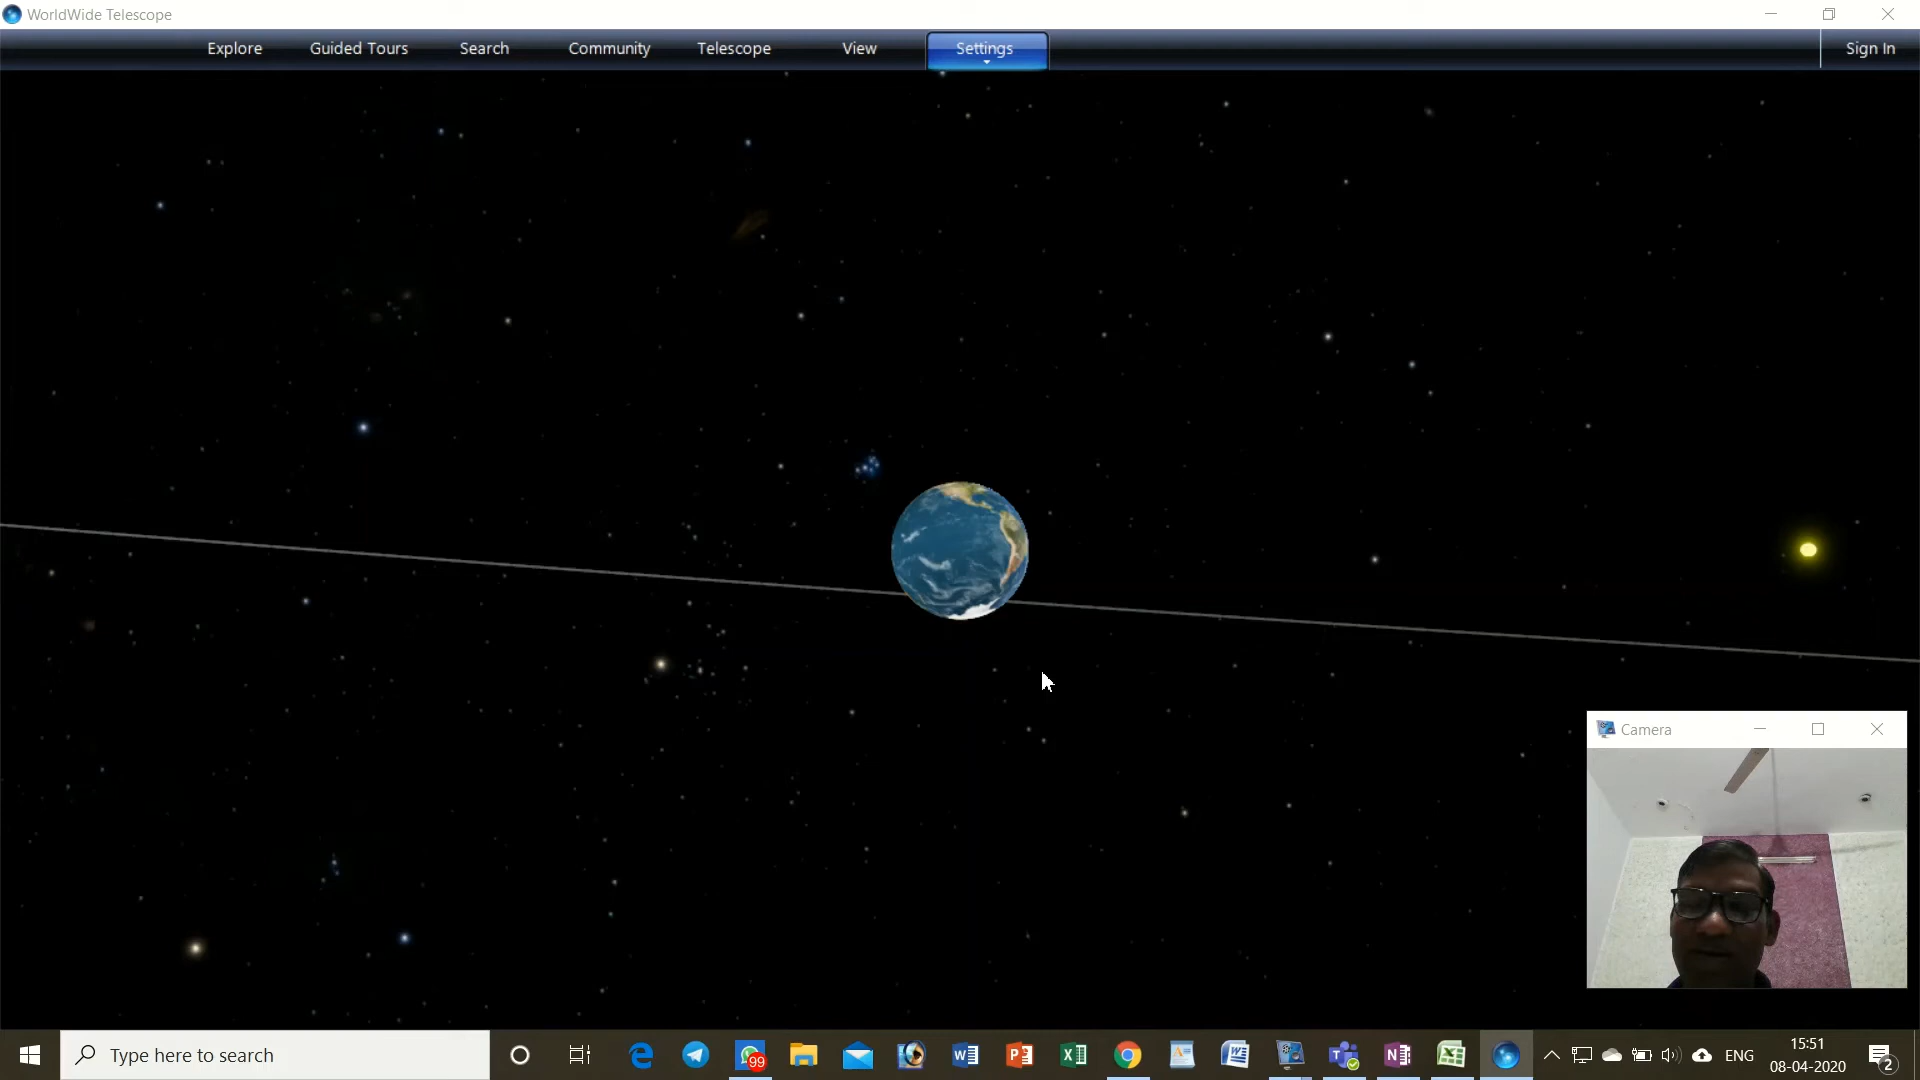 WorldWide Telescope
Explore
Guided Tours
Search
Community
Telescope
View
Settings
Sign In
Camera
Type here to search
99
ENG
15:51
08-04-2020
2